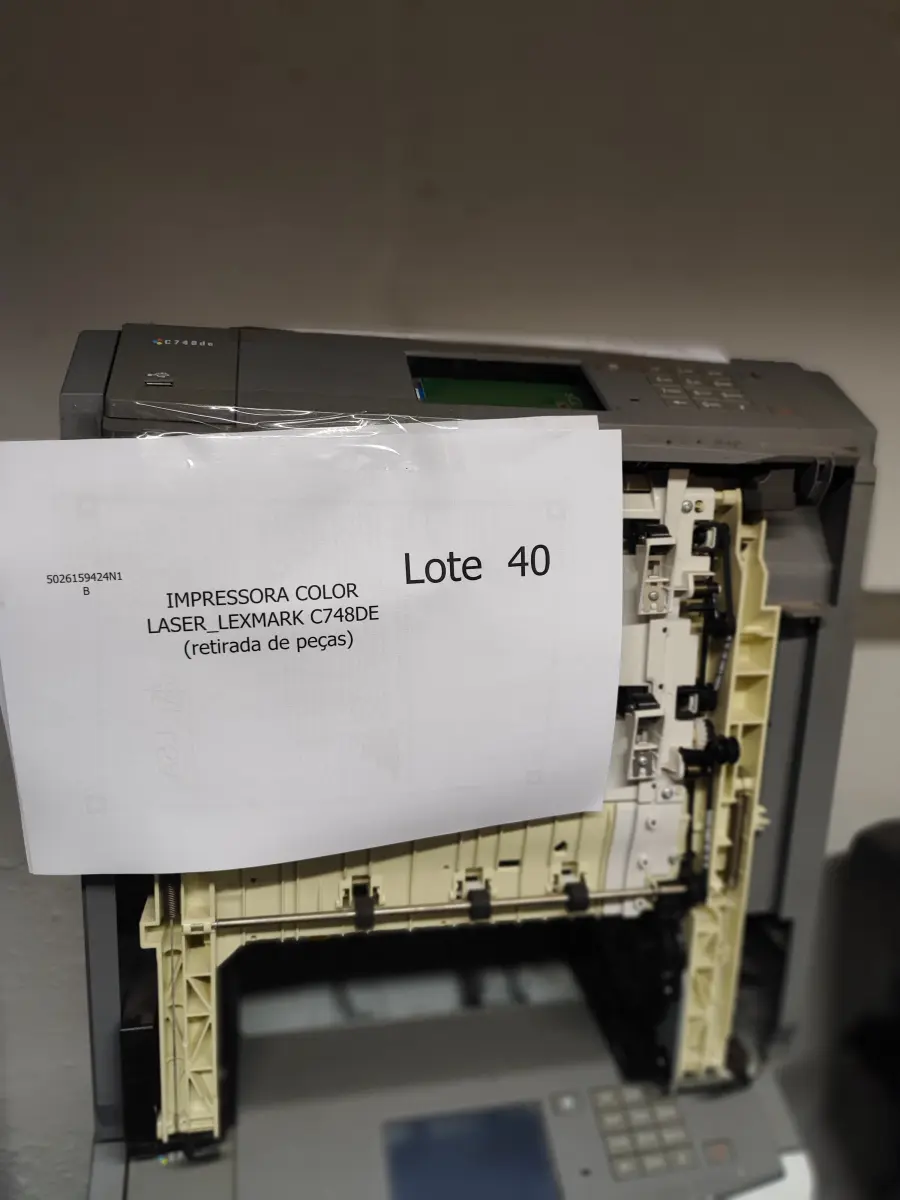 C748de
Lote 40
5026159424N1
B
IMPRESSORA COLOR
LASER_LEXMARK C748DE
(retirada de peças)